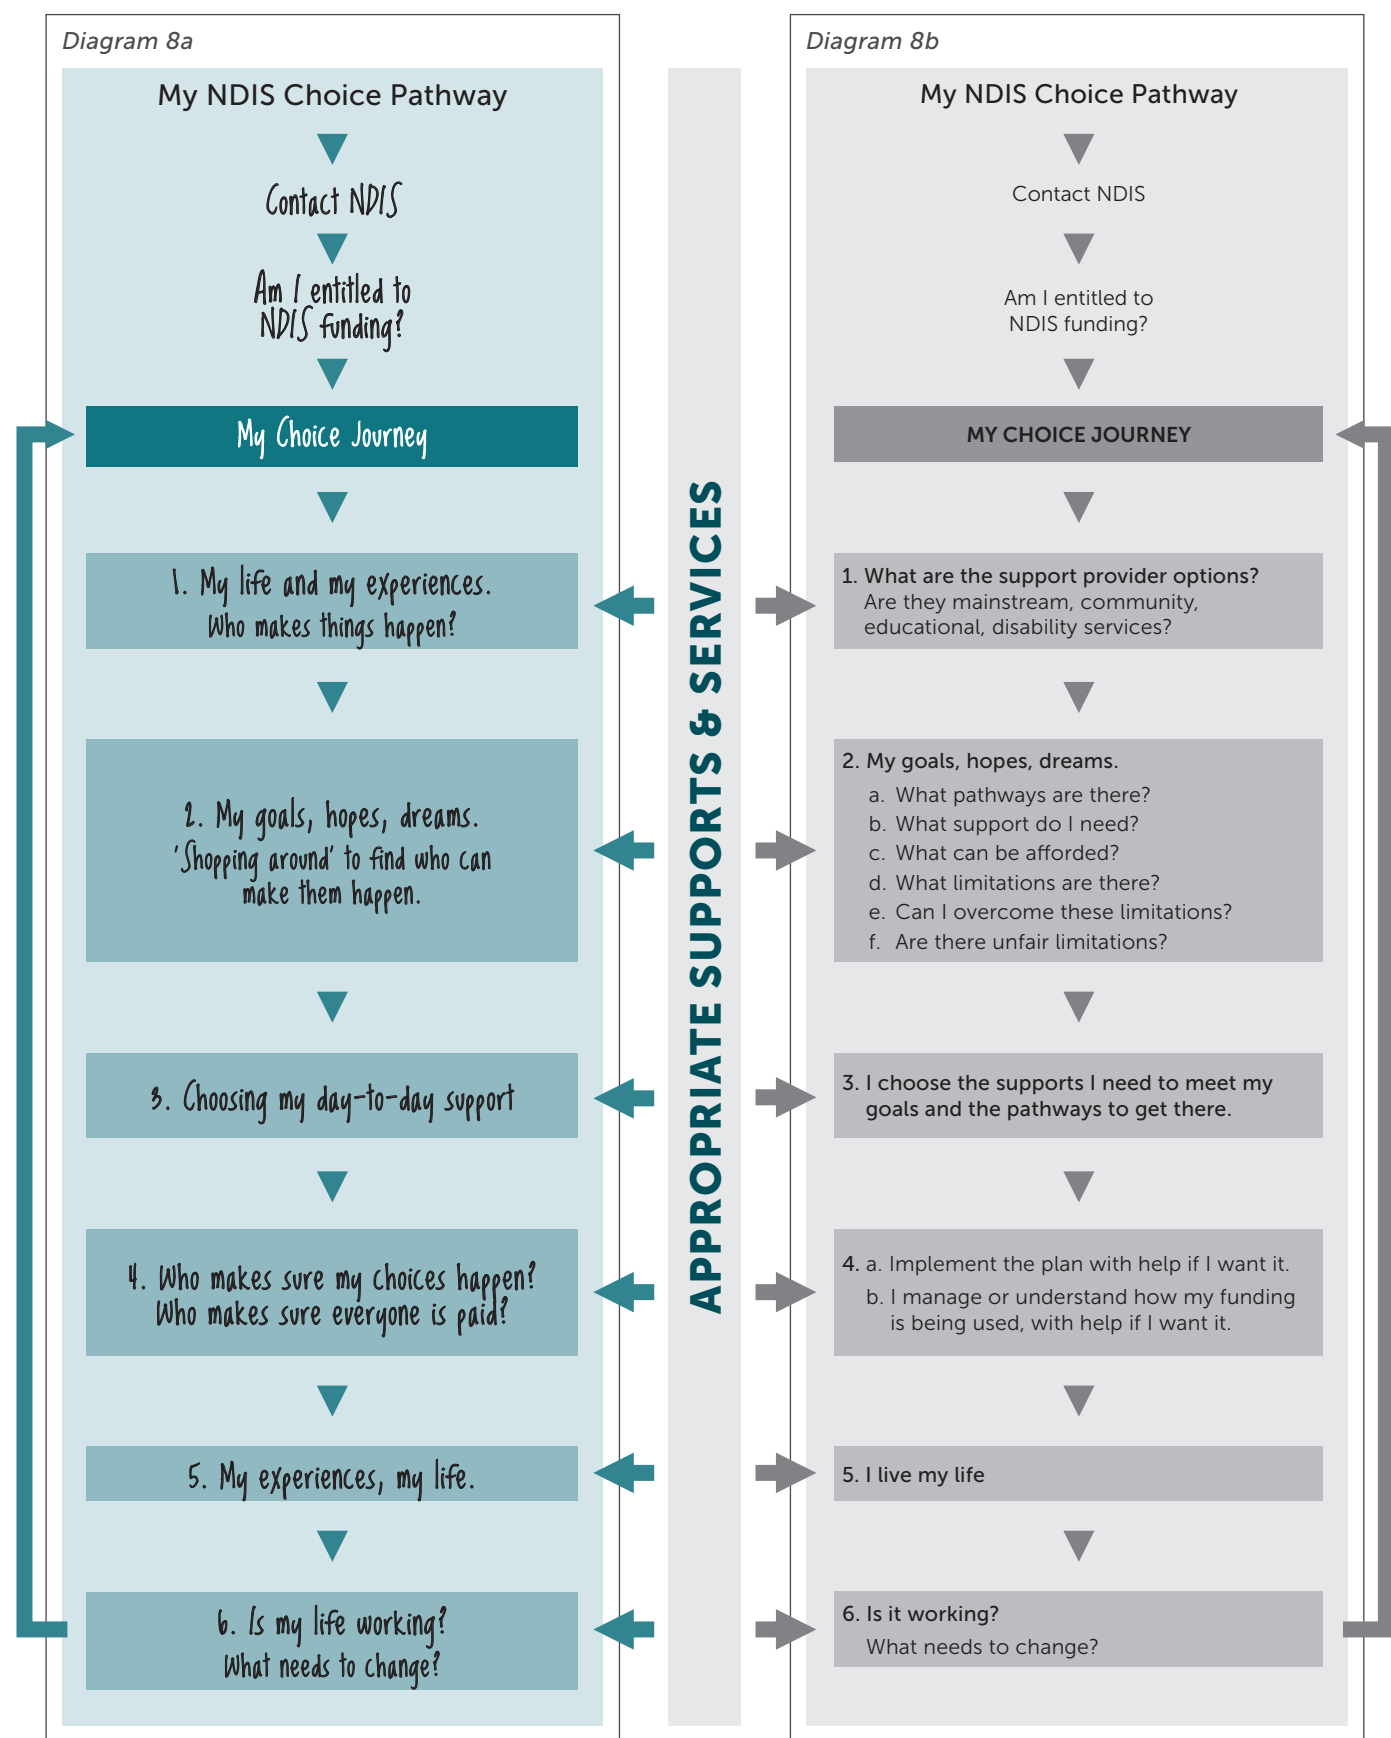 Diagram 8a
My NDIS Choice Pathway
Contact NDIS
Am I entitled to
NDIS funding?
My Choice Journey
1. My life and my experiences.
Who makes things happen?
2. My goals, hopes, dreams.
'Shopping around' to find who can
make them happen.
3. Choosing my day-to-day support
4. Who makes sure my choices happen?
Who makes sure everyone is paid?
5. My experiences, my life.
6. Is my life working?
What needs to change?
APPROPRIATE SUPPORTS & SERVICES
Diagram 8b
My NDIS Choice Pathway
Contact NDIS
Am I entitled to
NDIS funding?
MY CHOICE JOURNEY
1. What are the support provider options?
Are they mainstream, community,
educational, disability services?
2. My goals, hopes, dreams.
a. What pathways are there?
b. What support do I need?
c. What can be afforded?
d. What limitations are there?
e. Can I overcome these limitations?
f. Are there unfair limitations?
3. I choose the supports I need to meet my
goals and the pathways to get there.
4. a. Implement the plan with help if I want it.
b. I manage or understand how my funding
is being used, with help if I want it.
5. I live my life
6. Is it working?
What needs to change?